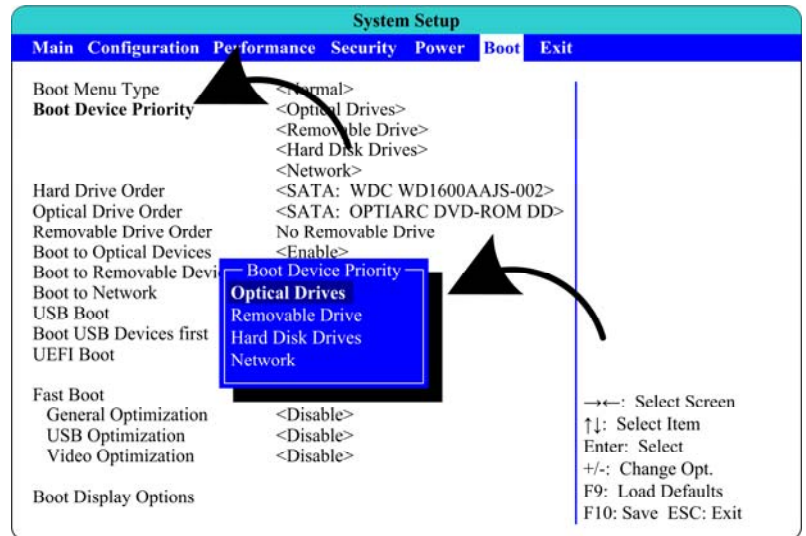 System Setup
Main Configuration Performance Security Power Boot Exit
Boot Menu Type <Normal>
Boot Device Priority <Optical Drives>
<Removable Drive>
<Hard Disk Drives>
<Network>
Hard Drive Order <SATA: WDC WD1600AAJS-002>
Optical Drive Order <SATA: OPTIARC DVD-ROM DD>
Removable Drive Order No Removable Drive
Boot to Optical Devices <Enable>
Boot to Removable Devi
Boot to Network
USB Boot
Boot USB Devices first
UEFI Boot
Boot Device Priority
Optical Drives
Removable Drive
Hard Disk Drives
Network
Fast Boot
General Optimization <Disable>
USB Optimization <Disable>
Video Optimization <Disable>
Boot Display Options
→←: Select Screen
↑↓: Select Item
Enter: Select
+/-: Change Opt.
F9: Load Defaults
F10: Save ESC: Exit